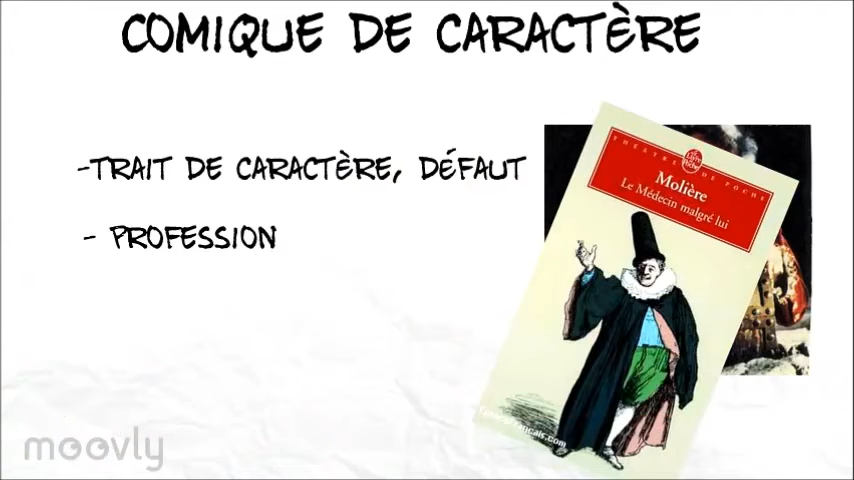 COMIQUE DE CARACTÈRE
-TRAIT DE CARACTÈRE, DÉFAUT
- PROFESSION
THÉÂTRE DE POCHE
Le Livre de Poche
Molière
Le Médecin malgré lui
moovly